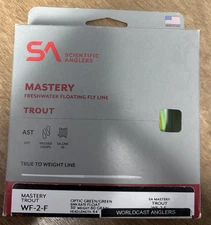 SA
SCIENTIFIC
ANGLERS
MASTERY
FRESHWATER FLOATING FLY LINE
TROUT
AST
TRUE TO WEIGHT LINE
MASTERY
TROUT
WF-2-F
OPTIC GREEN/GREEN
SA MASTERY
TROUT
WORLDCAST ANGLERS